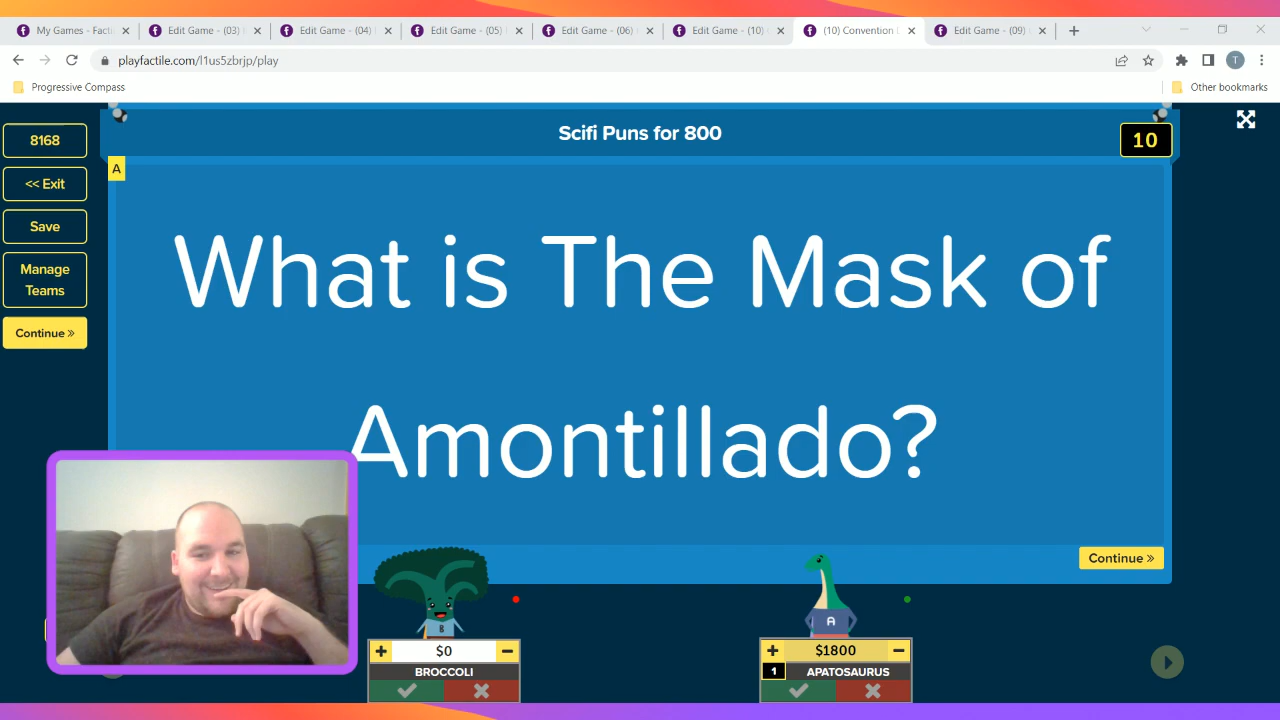 My Games - Facti
Edit Game - (03)
Edit Game - (04)
Edit Game - (05)
Edit Game - (06)
Edit Game - (10)
(10) Convention
Edit Game - (09)
playfactile.com/l1us5zbrjp/play
T
Progressive Compass
Other bookmarks
8168
Scifi Puns for 800
10
A
<< Exit
Save
Manage
Teams
Continue »
What is The Mask of
Amontillado?
Continue »
B
A
+ $0 −
+ $1800 −
BROCCOLI
1 APATOSAURUS